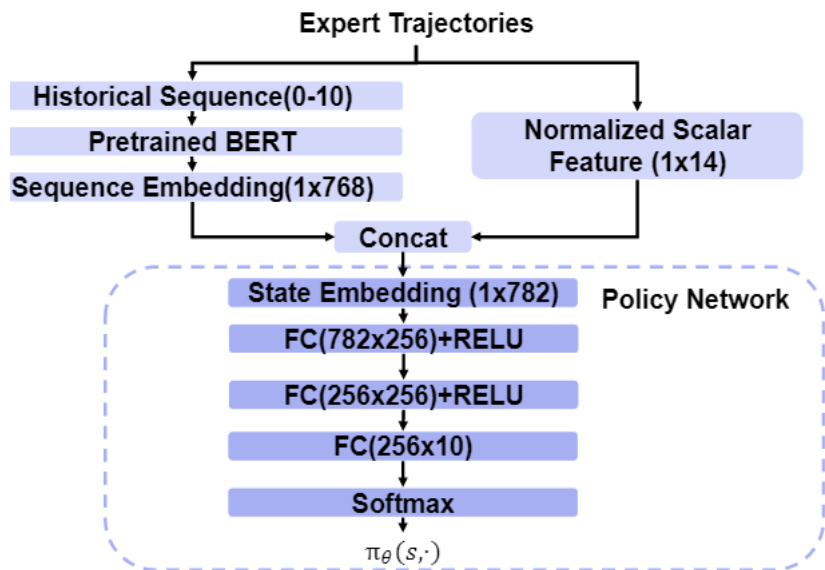 Expert Trajectories
Historical Sequence(0-10)
Pretrained BERT
Sequence Embedding(1x768)
Normalized Scalar
Feature (1x14)
Concat
Policy Network
State Embedding (1x782)
FC(782x256)+RELU
FC(256x256)+RELU
FC(256x10)
Softmax
π_θ(s,·)